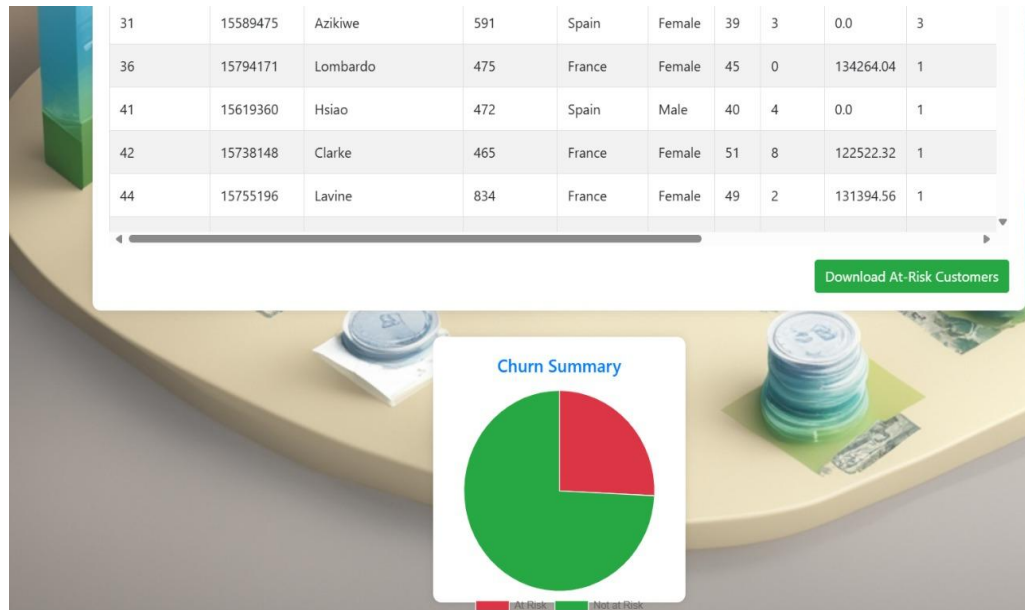 31 15589475 Azikiwe 591 Spain Female 39 3 0.0 3
36 15794171 Lombardo 475 France Female 45 0 134264.04 1
41 15619360 Hsiao 472 Spain Male 40 4 0.0 1
42 15738148 Clarke 465 France Female 51 8 122522.32 1
44 15755196 Lavine 834 France Female 49 2 131394.56 1
Download At-Risk Customers
Churn Summary
At Risk Not at Risk